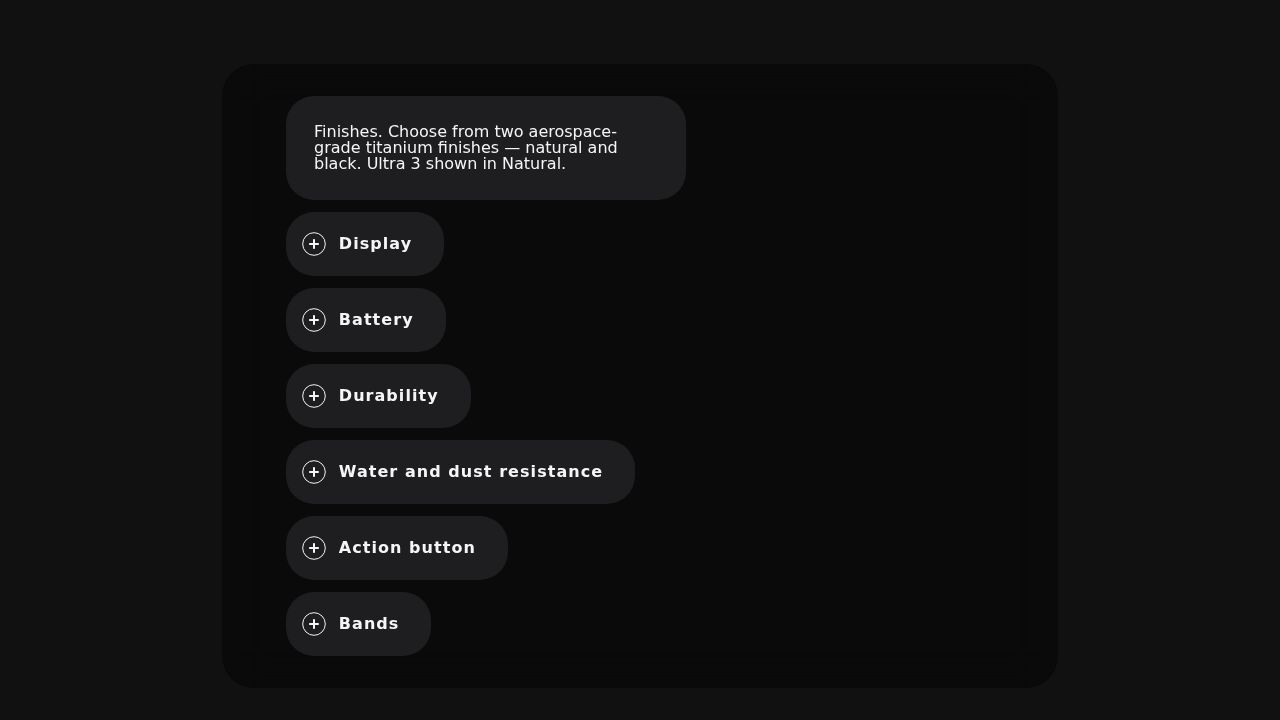 Finishes. Choose from two aerospace-
grade titanium finishes — natural and
black. Ultra 3 shown in Natural.
Display
Battery
Durability
Water and dust resistance
Action button
Bands